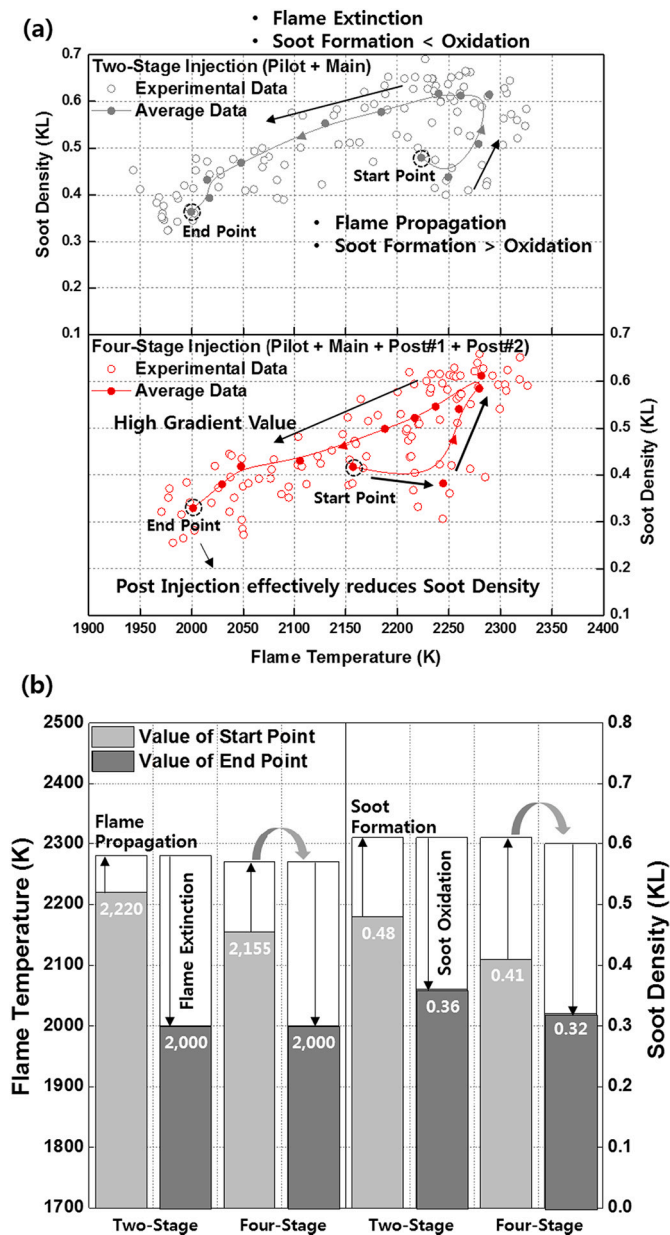 (a)
• Flame Extinction
• Soot Formation < Oxidation
Two-Stage Injection (Pilot + Main)
Experimental Data
Average Data
Start Point
End Point
• Flame Propagation
• Soot Formation > Oxidation
Soot Density (KL)
0.7
0.6
0.5
0.4
0.3
0.2
0.1
Four-Stage Injection (Pilot + Main + Post#1 + Post#2)
Experimental Data
Average Data
High Gradient Value
Start Point
End Point
Post Injection effectively reduces Soot Density
0.7
0.6
0.5
0.4
0.3
0.2
0.1
Soot Density (KL)
1900 1950 2000 2050 2100 2150 2200 2250 2300 2350 2400
Flame Temperature (K)
(b)
Flame Temperature (K)
2500
2400
2300
2200
2100
2000
1900
1800
1700
Value of Start Point
Value of End Point
Flame
Propagation
Flame Extinction
Soot
Formation
Soot Oxidation
2,220
2,000
2,155
2,000
0.48
0.36
0.41
0.32
0.8
0.7
0.6
0.5
0.4
0.3
0.2
0.1
0.0
Soot Density (KL)
Two-Stage Four-Stage Two-Stage Four-Stage